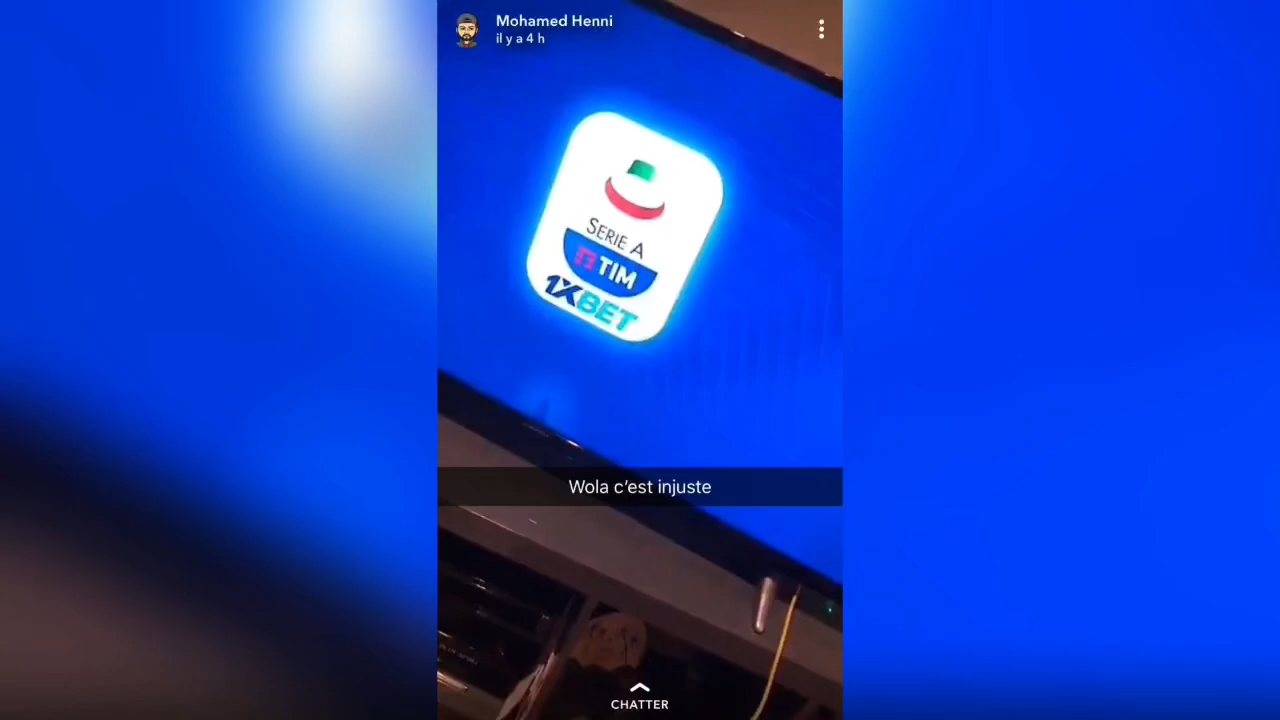 Mohamed Henni
il y a 4 h
SERIE A
TIM
1XBET
Wola c'est injuste
CHATTER